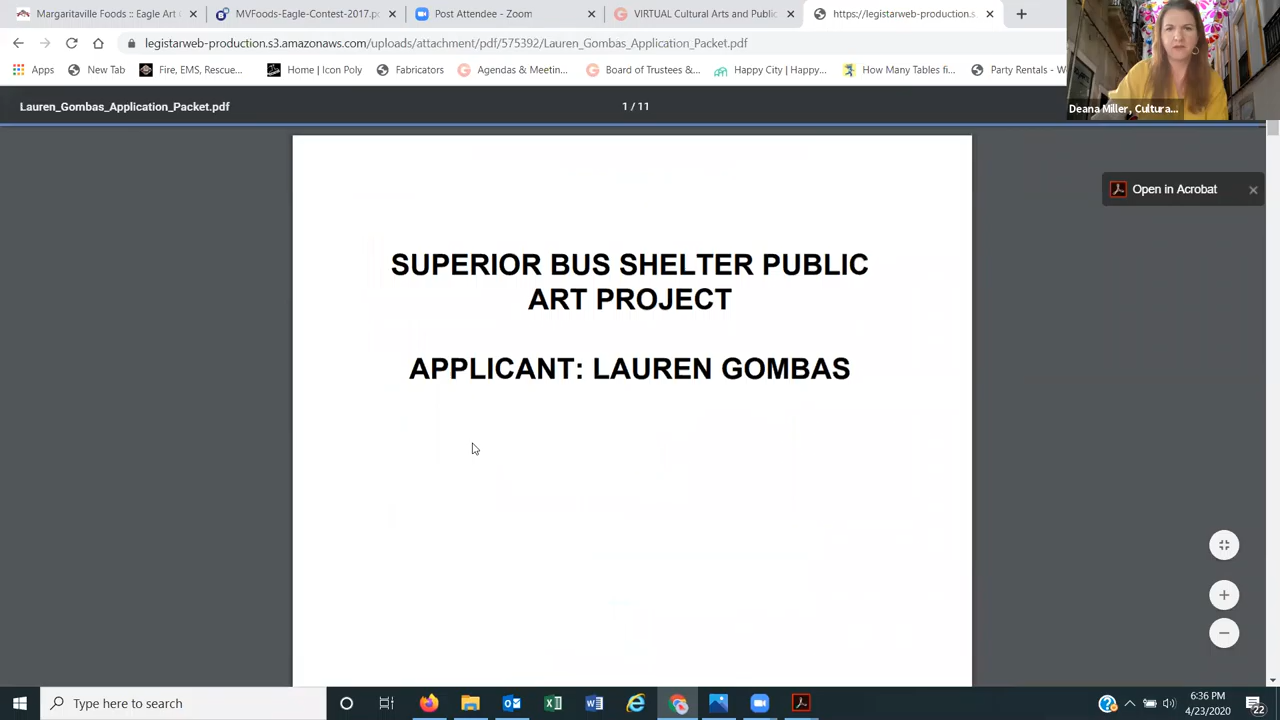 Margaritaville Foods :: Eagle Art C
MVFoods-Eagle-Contest-2017.pd
Post Attendee - Zoom
VIRTUAL Cultural Arts and Public
https://legistarweb-production.s.
legistarweb-production.s3.amazonaws.com/uploads/attachment/pdf/575392/Lauren_Gombas_Application_Packet.pdf
Apps
New Tab
Fire, EMS, Rescue...
Home | Icon Poly
Fabricators
Agendas & Meetin...
Board of Trustees &...
Happy City | Happy...
How Many Tables fi...
Party Rentals - We
Lauren_Gombas_Application_Packet.pdf
1 / 11
Deana Miller, Cultura...
Open in Acrobat
SUPERIOR BUS SHELTER PUBLIC
ART PROJECT
APPLICANT: LAUREN GOMBAS
Type here to search
6:36 PM
4/23/2020
22